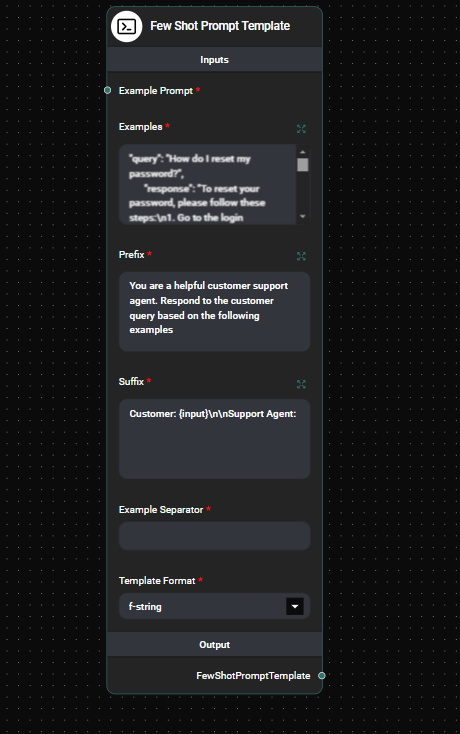 Few Shot Prompt Template
Inputs
Example Prompt *
Examples *
"query": "How do I reset my
password?",
"response": "To reset your
password, please follow these
steps:\n1. Go to the login
Prefix *
You are a helpful customer support
agent. Respond to the customer
query based on the following
examples
Suffix *
Customer: {input}\n\nSupport Agent:
Example Separator *
Template Format *
f-string
Output
FewShotPromptTemplate